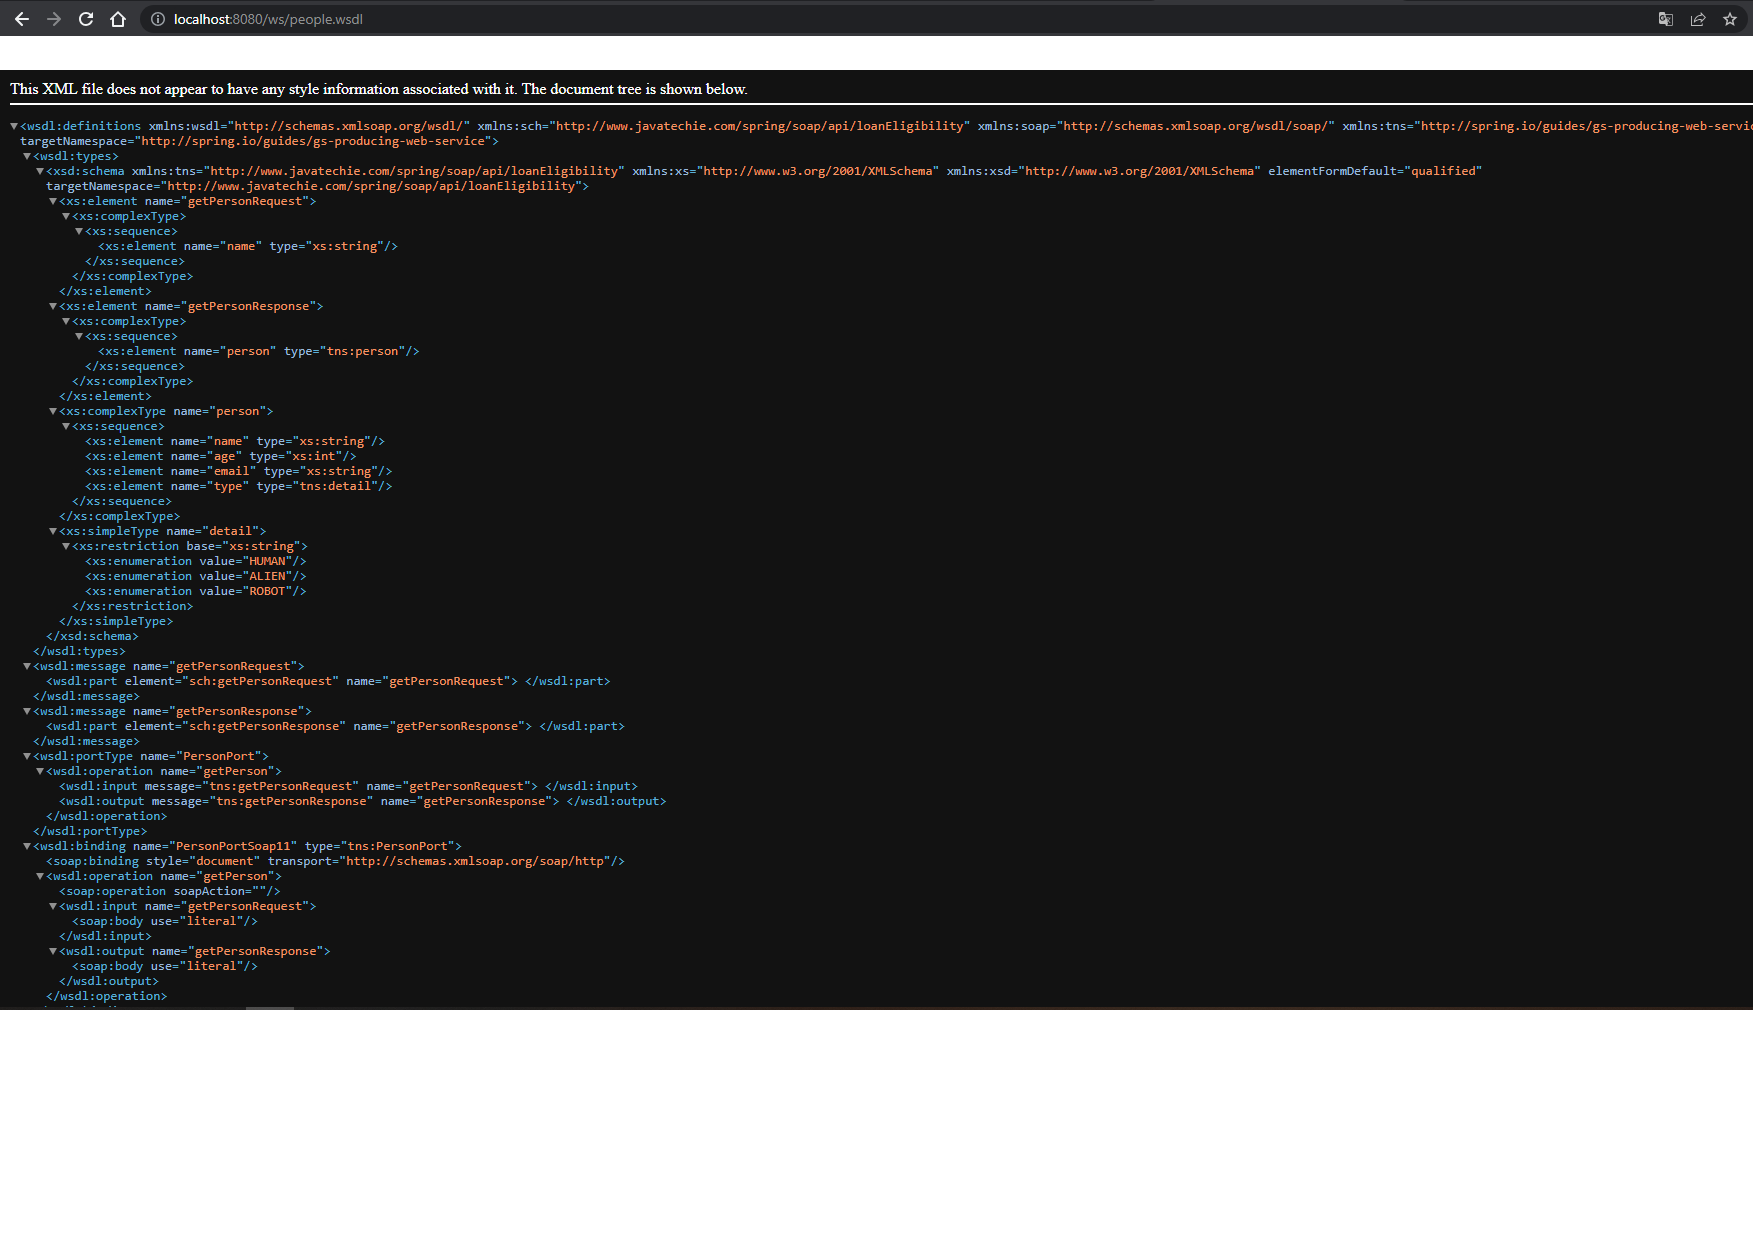 localhost:8080/ws/people.wsdl
This XML file does not appear to have any style information associated with it. The document tree is shown below.
▼<wsdl:definitions xmlns:wsdl="http://schemas.xmlsoap.org/wsdl/" xmlns:sch="http://www.javatechie.com/spring/soap/api/loanEligibility" xmlns:soap="http://schemas.xmlsoap.org/wsdl/soap/" xmlns:tns="http://spring.io/guides/gs-producing-web-servic
targetNamespace="http://spring.io/guides/gs-producing-web-service">
▼<wsdl:types>
▼<xsd:schema xmlns:tns="http://www.javatechie.com/spring/soap/api/loanEligibility" xmlns:xs="http://www.w3.org/2001/XMLSchema" xmlns:xsd="http://www.w3.org/2001/XMLSchema" elementFormDefault="qualified"
targetNamespace="http://www.javatechie.com/spring/soap/api/loanEligibility">
▼<xs:element name="getPersonRequest">
▼<xs:complexType>
▼<xs:sequence>
<xs:element name="name" type="xs:string"/>
</xs:sequence>
</xs:complexType>
</xs:element>
▼<xs:element name="getPersonResponse">
▼<xs:complexType>
▼<xs:sequence>
<xs:element name="person" type="tns:person"/>
</xs:sequence>
</xs:complexType>
</xs:element>
▼<xs:complexType name="person">
▼<xs:sequence>
<xs:element name="name" type="xs:string"/>
<xs:element name="age" type="xs:int"/>
<xs:element name="email" type="xs:string"/>
<xs:element name="type" type="tns:detail"/>
</xs:sequence>
</xs:complexType>
▼<xs:simpleType name="detail">
▼<xs:restriction base="xs:string">
<xs:enumeration value="HUMAN"/>
<xs:enumeration value="ALIEN"/>
<xs:enumeration value="ROBOT"/>
</xs:restriction>
</xs:simpleType>
</xsd:schema>
</wsdl:types>
▼<wsdl:message name="getPersonRequest">
<wsdl:part element="sch:getPersonRequest" name="getPersonRequest"> </wsdl:part>
</wsdl:message>
▼<wsdl:message name="getPersonResponse">
<wsdl:part element="sch:getPersonResponse" name="getPersonResponse"> </wsdl:part>
</wsdl:message>
▼<wsdl:portType name="PersonPort">
▼<wsdl:operation name="getPerson">
<wsdl:input message="tns:getPersonRequest" name="getPersonRequest"> </wsdl:input>
<wsdl:output message="tns:getPersonResponse" name="getPersonResponse"> </wsdl:output>
</wsdl:operation>
</wsdl:portType>
▼<wsdl:binding name="PersonPortSoap11" type="tns:PersonPort">
<soap:binding style="document" transport="http://schemas.xmlsoap.org/soap/http"/>
▼<wsdl:operation name="getPerson">
<soap:operation soapAction=""/>
▼<wsdl:input name="getPersonRequest">
<soap:body use="literal"/>
</wsdl:input>
▼<wsdl:output name="getPersonResponse">
<soap:body use="literal"/>
</wsdl:output>
</wsdl:operation>